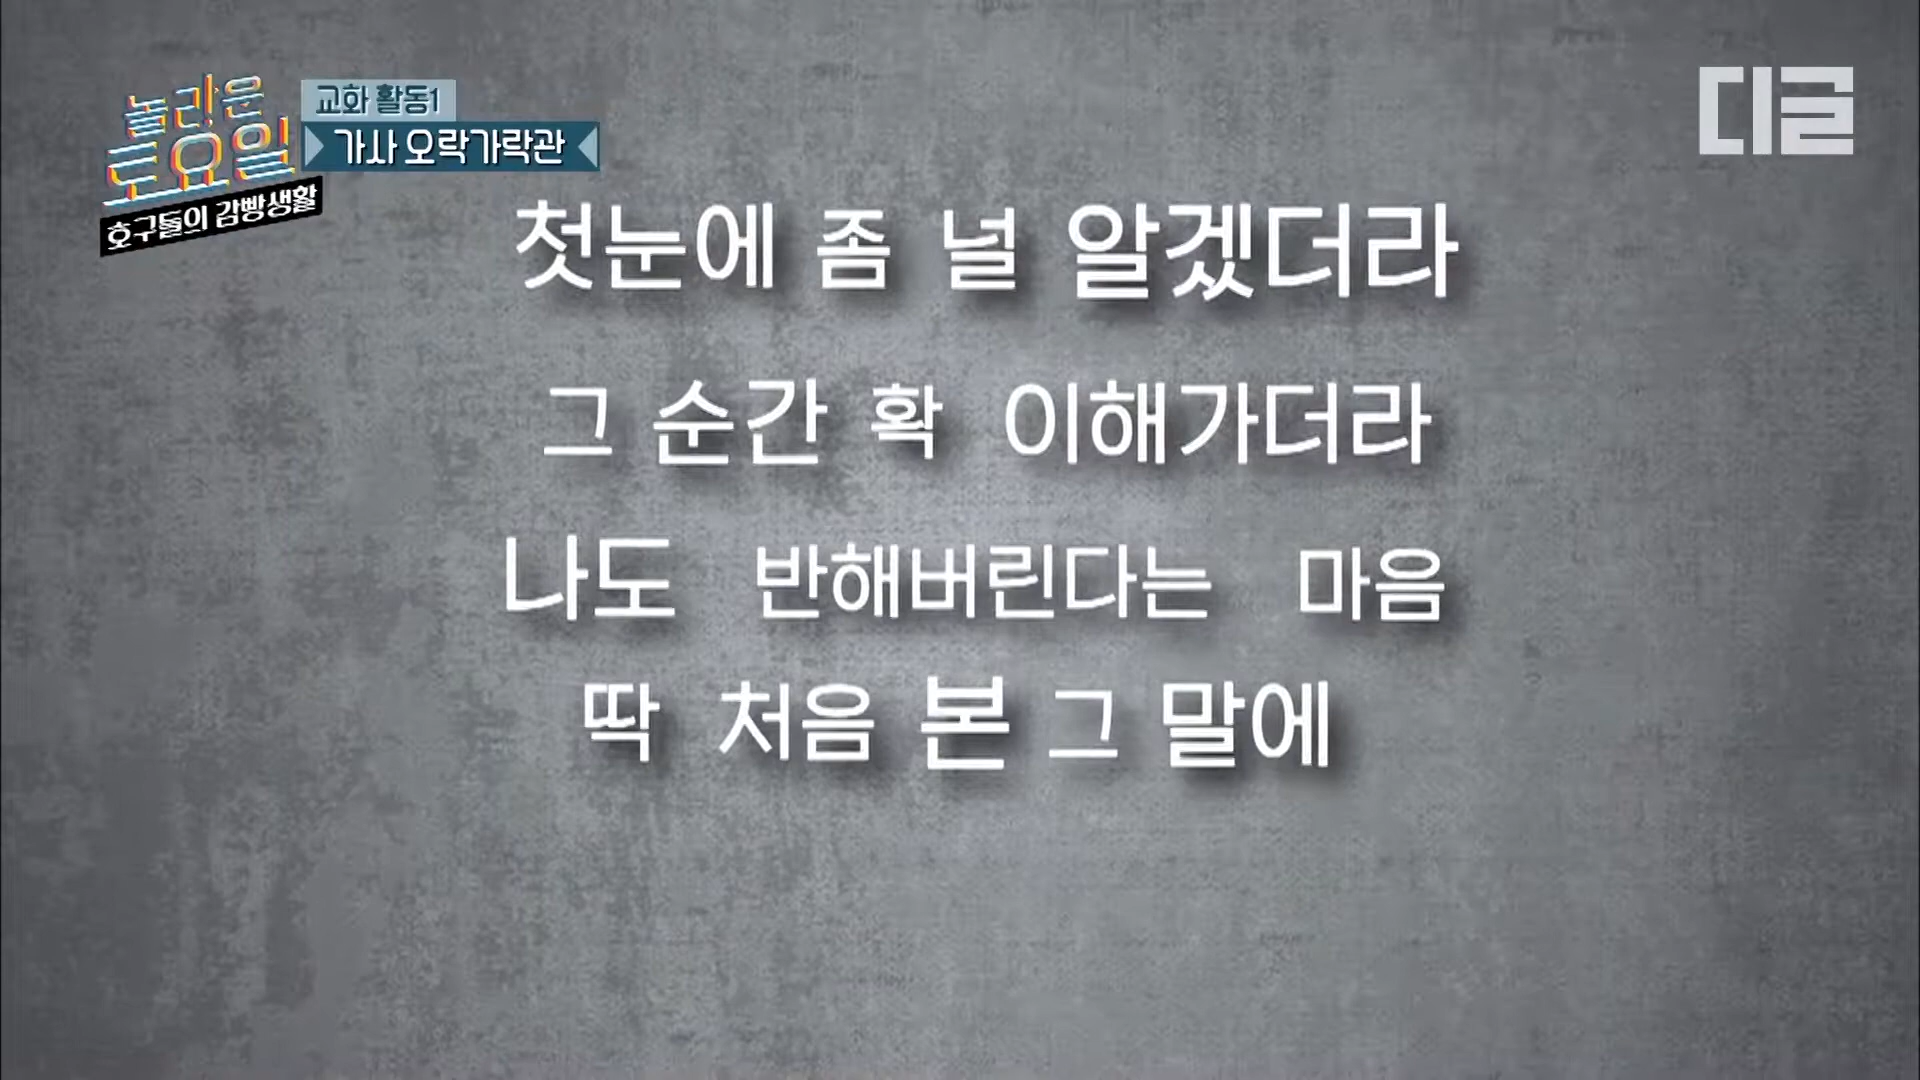 놀라운
토요일
호구들의 감빵생활
교화 활동1
가사 오락가락관
디글
첫눈에 좀 널 알겠더라
그 순간 확 이해가더라
나도 반해버린다는 마음
딱 처음 본 그 말에